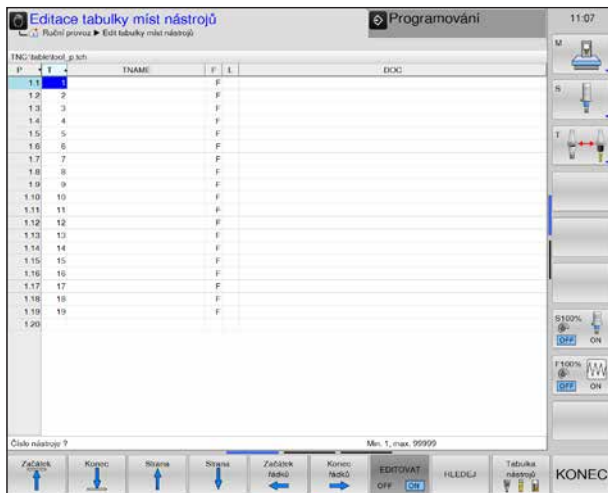 Editace tabulky míst nástrojů
Ruční provoz ▶ Edit tabulky míst nástrojů
Programování
11:07
TNC:\table\tool_p.tch
P T TNAME F L DOC
1.1 1 F
1.2 2 F
1.3 3 F
1.4 4 F
1.5 5 F
1.6 6 F
1.7 7 F
1.8 8 F
1.9 9 F
1.10 10 F
1.11 11 F
1.12 12 F
1.13 13 F
1.14 14 F
1.15 15 F
1.16 16 F
1.17 17 F
1.18 18 F
1.19 19 F
1.20
M
S
T
S100%
OFF ON
F100%
OFF ON
Číslo nástroje ? Min. 1, max. 99999
Začátek
Konec
Strana
Strana
Začátek řádků
Konec řádků
EDITOVAT
OFF ON
HLEDEJ
Tabulka nástrojů
KONEC